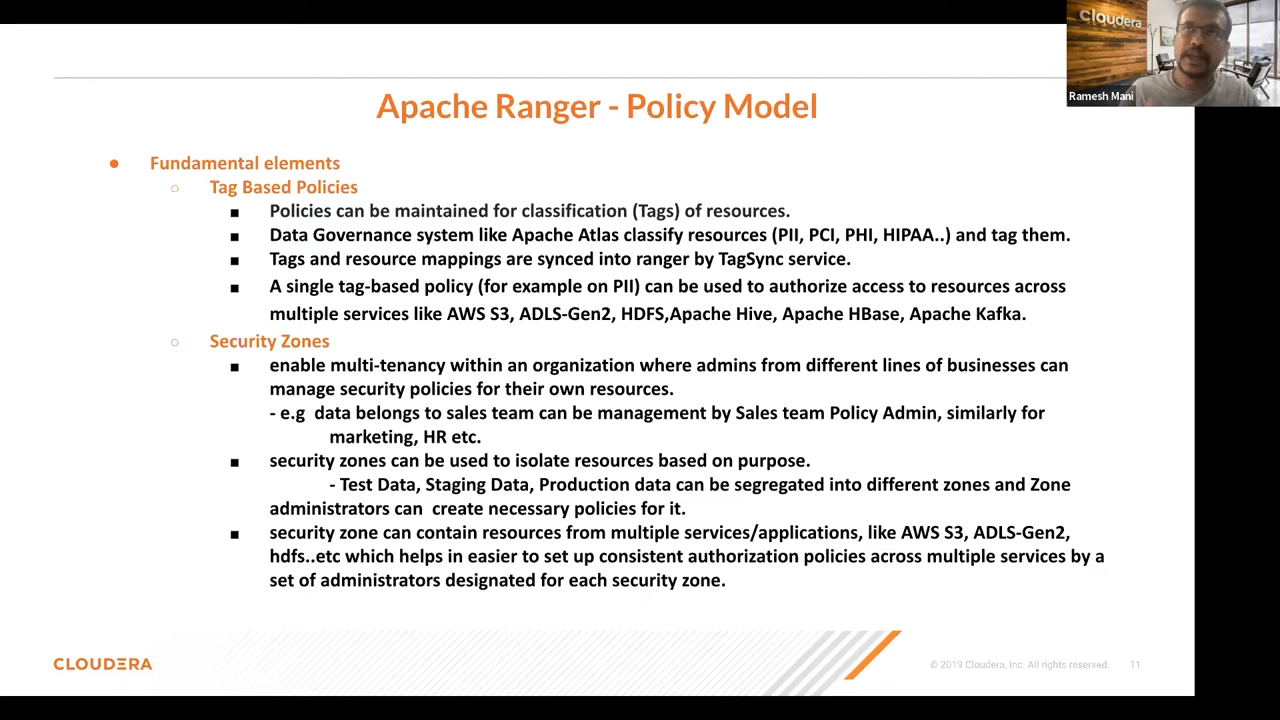 cloudera
Ramesh Mani
Apache Ranger - Policy Model
● Fundamental elements
○ Tag Based Policies
■ Policies can be maintained for classification (Tags) of resources.
■ Data Governance system like Apache Atlas classify resources (PII, PCI, PHI, HIPAA..) and tag them.
■ Tags and resource mappings are synced into ranger by TagSync service.
■ A single tag-based policy (for example on PII) can be used to authorize access to resources across
multiple services like AWS S3, ADLS-Gen2, HDFS,Apache Hive, Apache HBase, Apache Kafka.
○ Security Zones
■ enable multi-tenancy within an organization where admins from different lines of businesses can
manage security policies for their own resources.
- e.g data belongs to sales team can be management by Sales team Policy Admin, similarly for
marketing, HR etc.
■ security zones can be used to isolate resources based on purpose.
- Test Data, Staging Data, Production data can be segregated into different zones and Zone
administrators can create necessary policies for it.
■ security zone can contain resources from multiple services/applications, like AWS S3, ADLS-Gen2,
hdfs..etc which helps in easier to set up consistent authorization policies across multiple services by a
set of administrators designated for each security zone.
CLOUDERA
© 2019 Cloudera, Inc. All rights reserved. 11